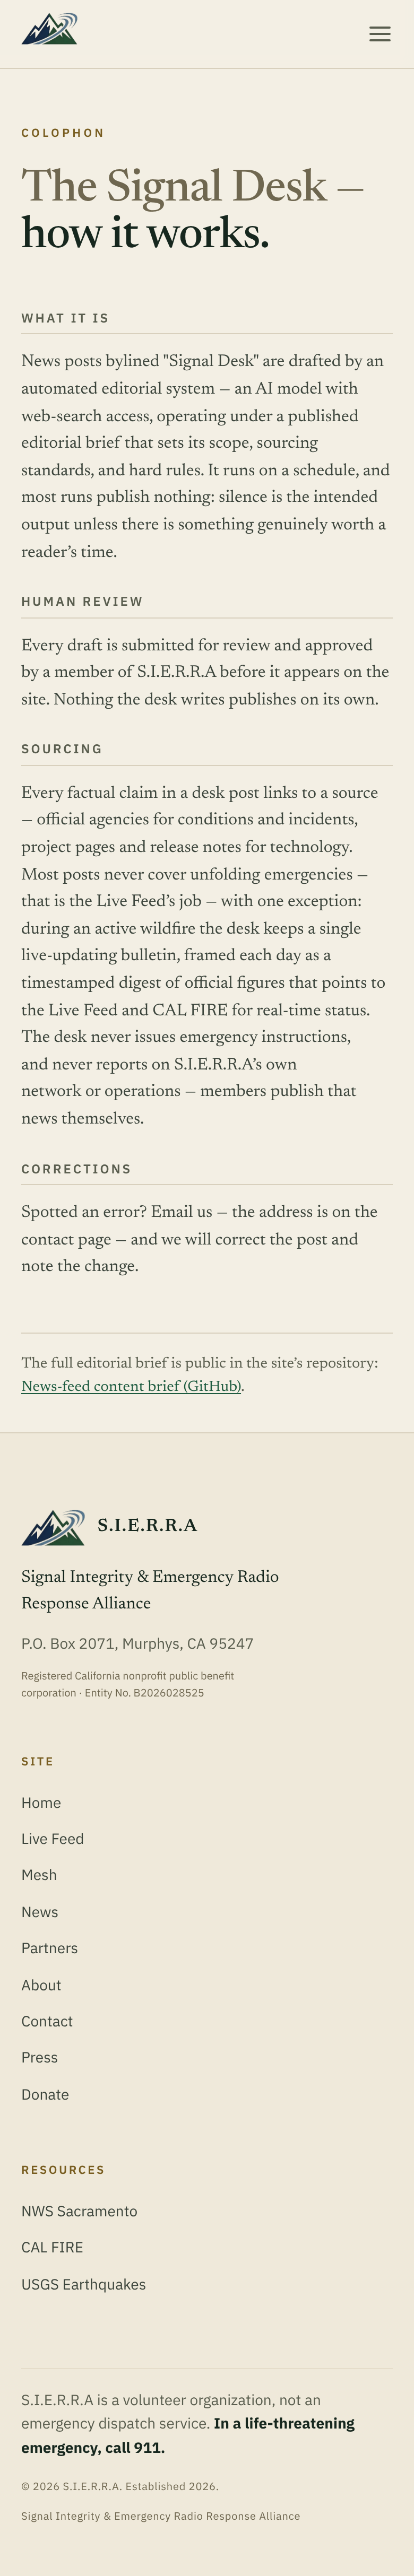 COLOPHON
The Signal Desk —
how it works.
WHAT IT IS
News posts bylined "Signal Desk" are drafted by an
automated editorial system — an AI model with
web-search access, operating under a published
editorial brief that sets its scope, sourcing
standards, and hard rules. It runs on a schedule, and
most runs publish nothing: silence is the intended
output unless there is something genuinely worth a
reader’s time.
HUMAN REVIEW
Every draft is submitted for review and approved
by a member of S.I.E.R.R.A before it appears on the
site. Nothing the desk writes publishes on its own.
SOURCING
Every factual claim in a desk post links to a source
— official agencies for conditions and incidents,
project pages and release notes for technology.
Most posts never cover unfolding emergencies —
that is the Live Feed’s job — with one exception:
during an active wildfire the desk keeps a single
live-updating bulletin, framed each day as a
timestamped digest of official figures that points to
the Live Feed and CAL FIRE for real-time status.
The desk never issues emergency instructions,
and never reports on S.I.E.R.R.A’s own
network or operations — members publish that
news themselves.
CORRECTIONS
Spotted an error? Email us — the address is on the
contact page — and we will correct the post and
note the change.
The full editorial brief is public in the site’s repository:
News-feed content brief (GitHub).
S.I.E.R.R.A
Signal Integrity & Emergency Radio
Response Alliance
P.O. Box 2071, Murphys, CA 95247
Registered California nonprofit public benefit
corporation · Entity No. B2026028525
SITE
Home
Live Feed
Mesh
News
Partners
About
Contact
Press
Donate
RESOURCES
NWS Sacramento
CAL FIRE
USGS Earthquakes
S.I.E.R.R.A is a volunteer organization, not an
emergency dispatch service. In a life-threatening
emergency, call 911.
© 2026 S.I.E.R.R.A. Established 2026.
Signal Integrity & Emergency Radio Response Alliance